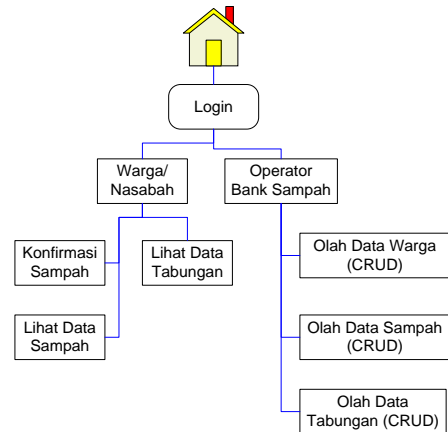 Login
Warga/
Nasabah
Operator
Bank Sampah
Konfirmasi
Sampah
Lihat Data
Tabungan
Lihat Data
Sampah
Olah Data Warga
(CRUD)
Olah Data Sampah
(CRUD)
Olah Data
Tabungan (CRUD)